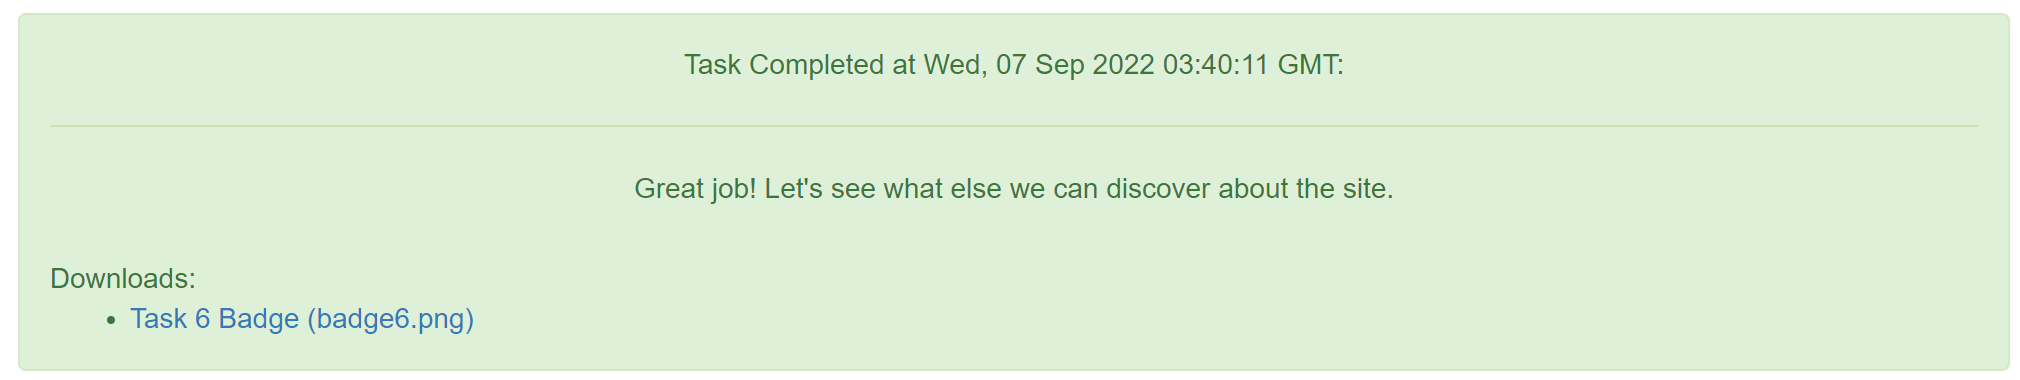 Task Completed at Wed, 07 Sep 2022 03:40:11 GMT:
Great job! Let's see what else we can discover about the site.
Downloads:
• Task 6 Badge (badge6.png)